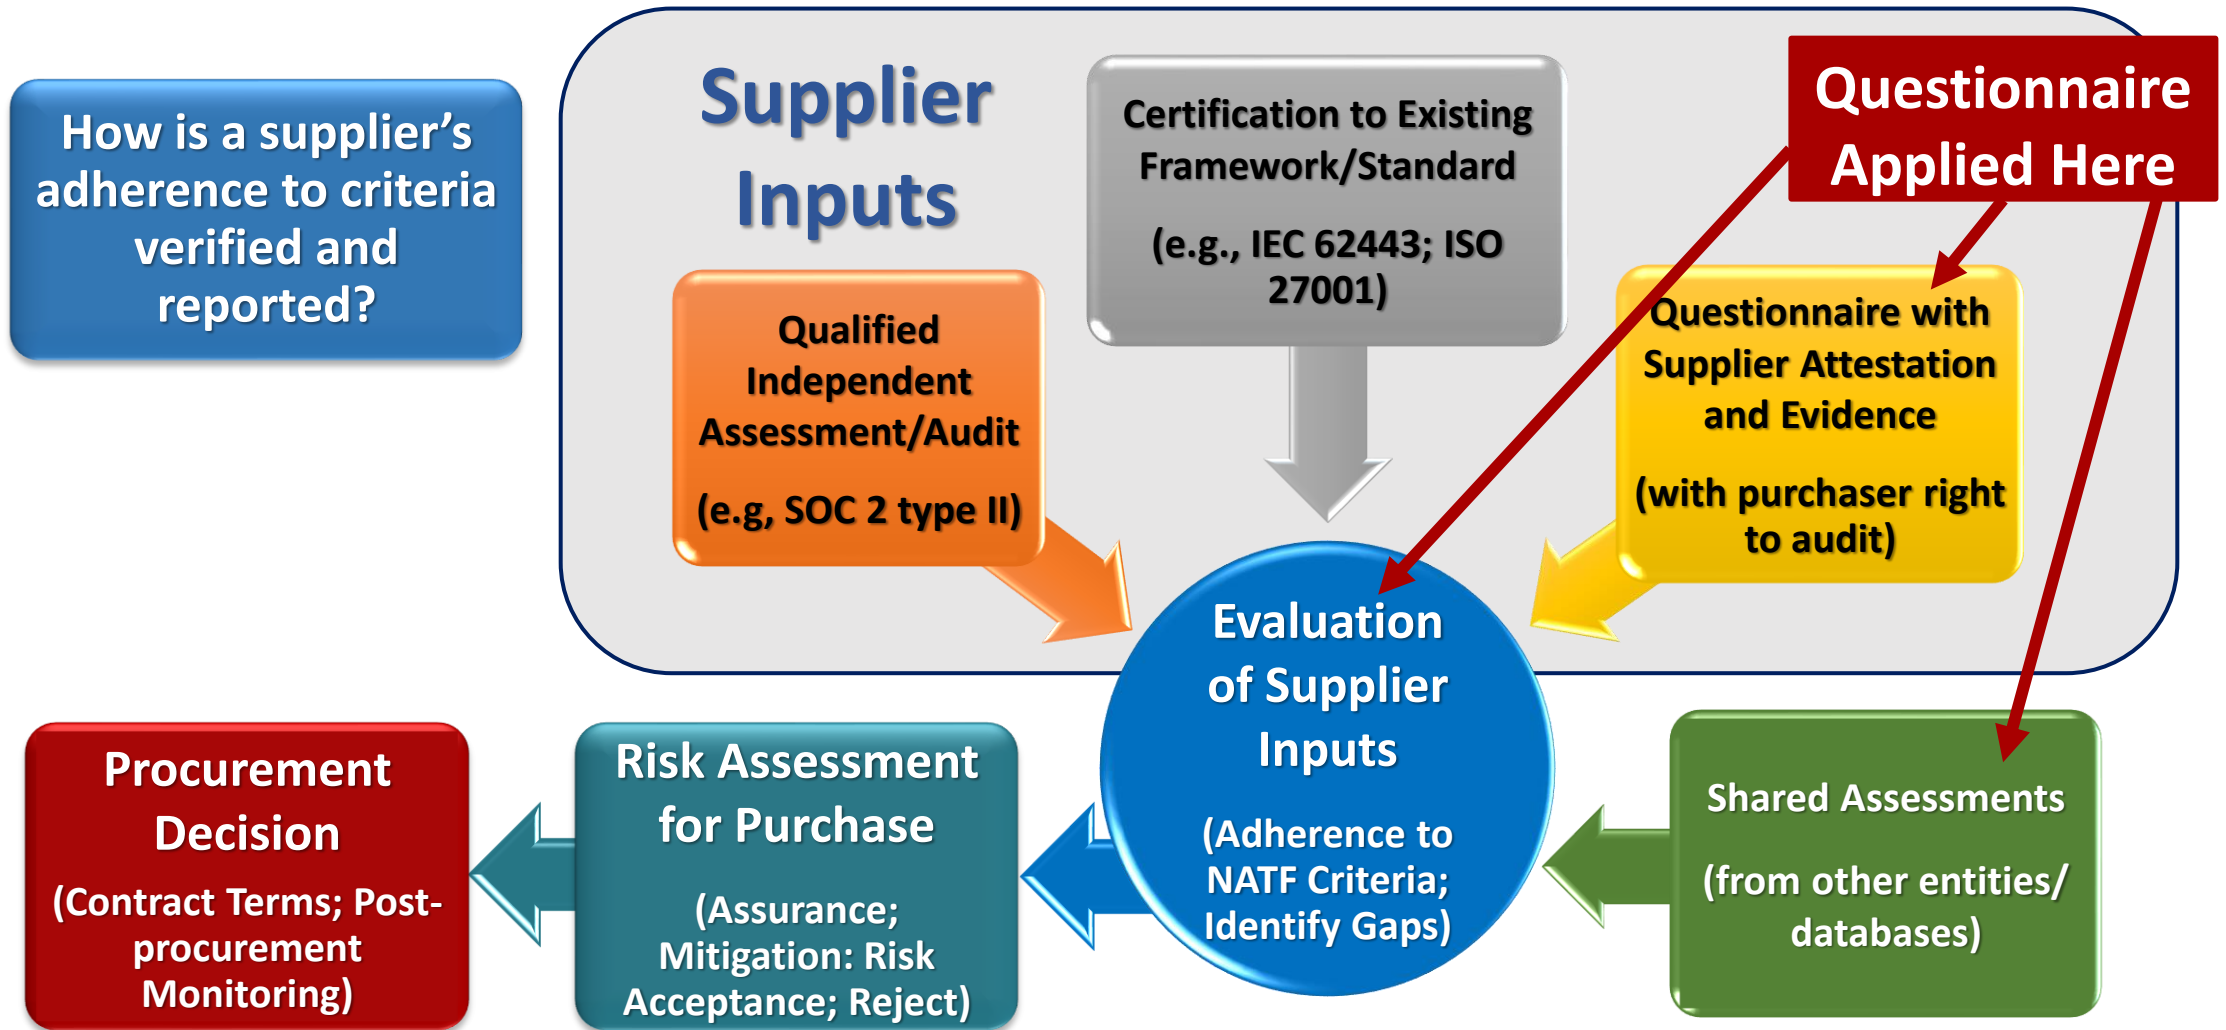 How is a supplier’s
adherence to criteria
verified and
reported?
Supplier
Inputs
Certification to Existing
Framework/Standard
(e.g., IEC 62443; ISO
27001)
Questionnaire
Applied Here
Qualified
Independent
Assessment/Audit
(e.g, SOC 2 type II)
Questionnaire with
Supplier Attestation
and Evidence
(with purchaser right
to audit)
Evaluation
of Supplier
Inputs
(Adherence to
NATF Criteria;
Identify Gaps)
Shared Assessments
(from other entities/
databases)
Risk Assessment
for Purchase
(Assurance;
Mitigation: Risk
Acceptance; Reject)
Procurement
Decision
(Contract Terms; Post-
procurement
Monitoring)